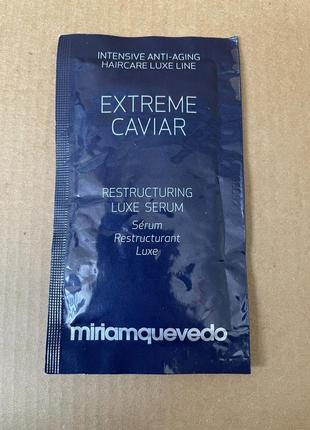 INTENSIVE ANTI-AGING
HAIRCARE LUXE LINE
EXTREME
CAVIAR
RESTRUCTURING
LUXE SERUM
Sérum
Restructurant
Luxe
miriamquevedo